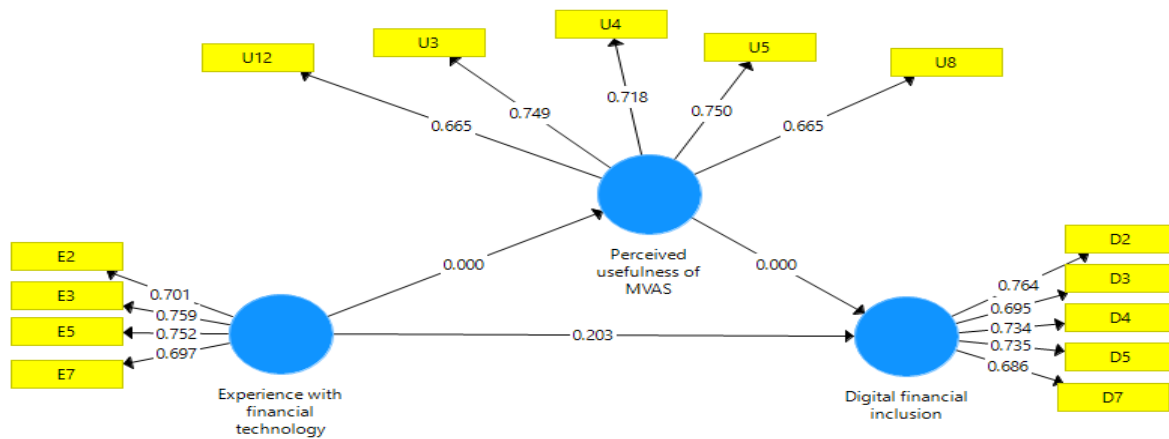 U12
U3
U4
U5
U8
0.665
0.749
0.718
0.750
0.665
Perceived
usefulness of
MVAS
0.000
0.000
0.203
E2
E3
E5
E7
0.701
0.759
0.752
0.697
Experience with
financial
technology
D2
D3
D4
D5
D7
0.764
0.695
0.734
0.735
0.686
Digital financial
inclusion